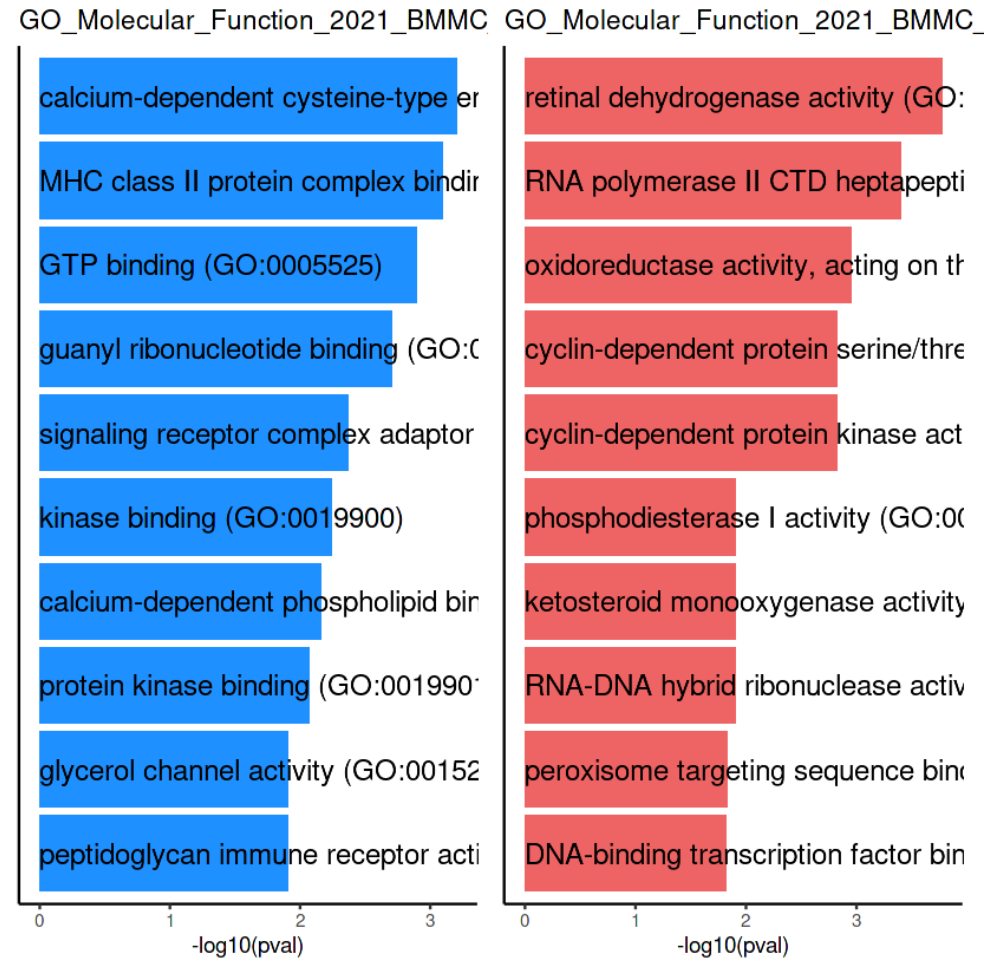 GO_Molecular_Function_2021_BMMC_
calcium-dependent cysteine-type en
MHC class II protein complex bindin
GTP binding (GO:0005525)
guanyl ribonucleotide binding (GO:0
signaling receptor complex adaptor
kinase binding (GO:0019900)
calcium-dependent phospholipid bin
protein kinase binding (GO:0019901
glycerol channel activity (GO:00152
peptidoglycan immune receptor acti
0 1 2 3
-log10(pval)
GO_Molecular_Function_2021_BMMC_
retinal dehydrogenase activity (GO:
RNA polymerase II CTD heptapepti
oxidoreductase activity, acting on th
cyclin-dependent protein serine/thre
cyclin-dependent protein kinase act
phosphodiesterase I activity (GO:00
ketosteroid monooxygenase activity
RNA-DNA hybrid ribonuclease activ
peroxisome targeting sequence bind
DNA-binding transcription factor bin
0 1 2 3
-log10(pval)